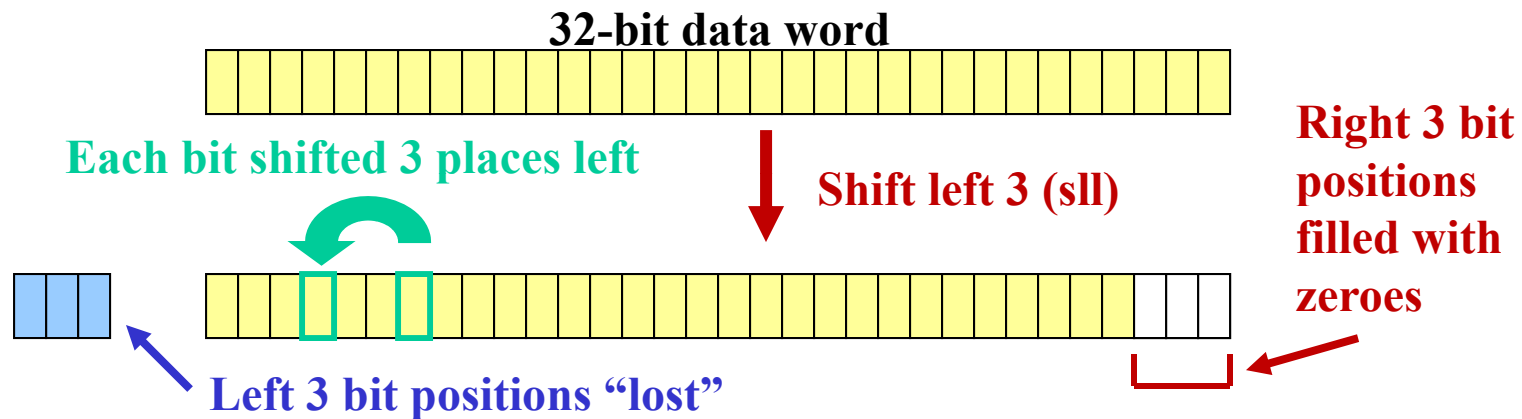 32-bit data word
Each bit shifted 3 places left
Shift left 3 (sll)
Right 3 bit
positions
filled with
zeroes
Left 3 bit positions “lost”